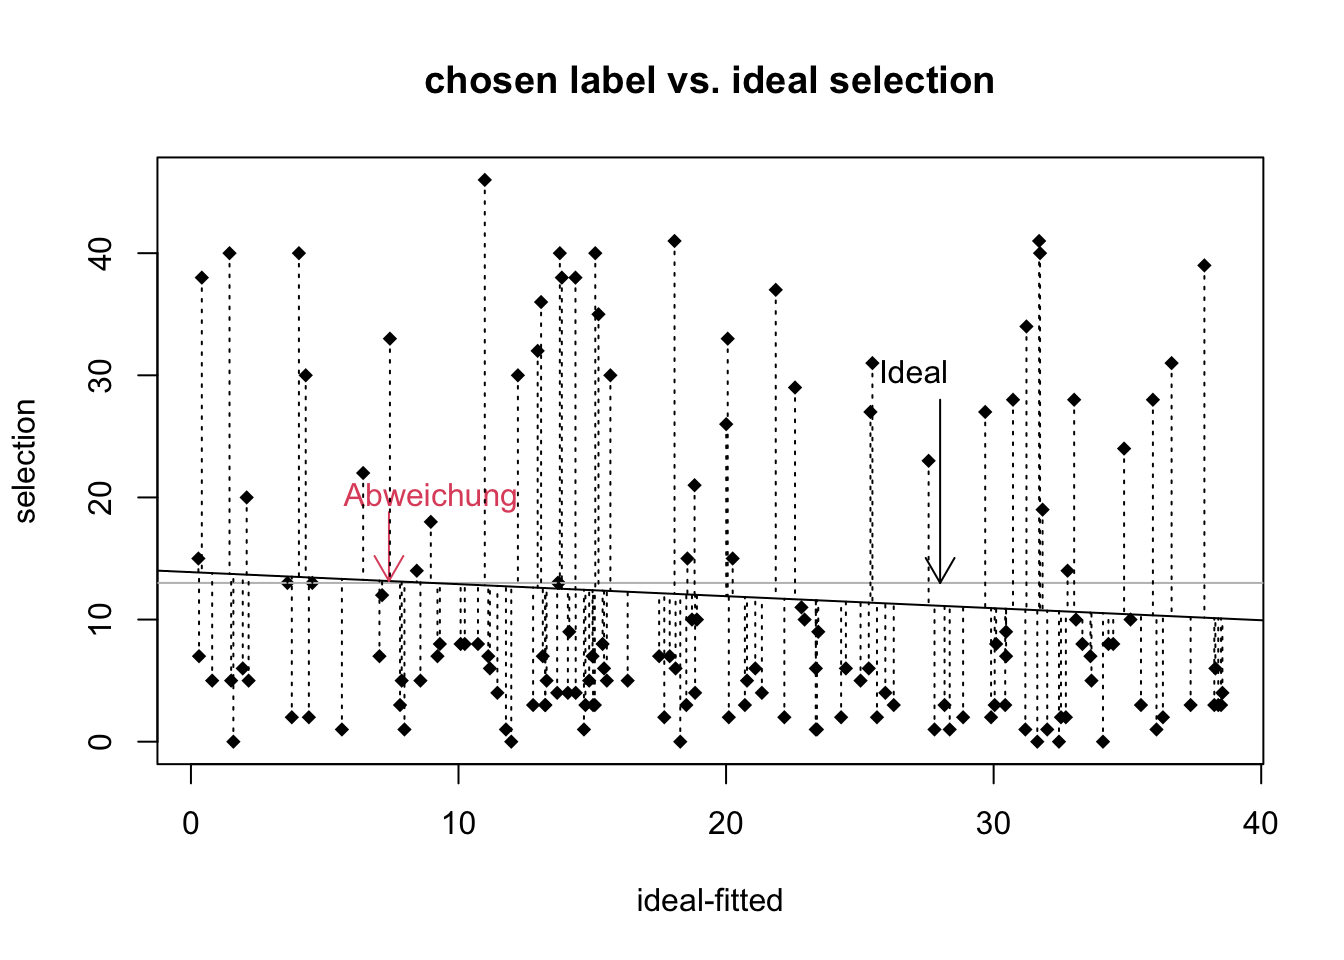 chosen label vs. ideal selection
selection
40
30
20
10
0
Ideal
Abweichung
0 10 20 30 40
ideal-fitted